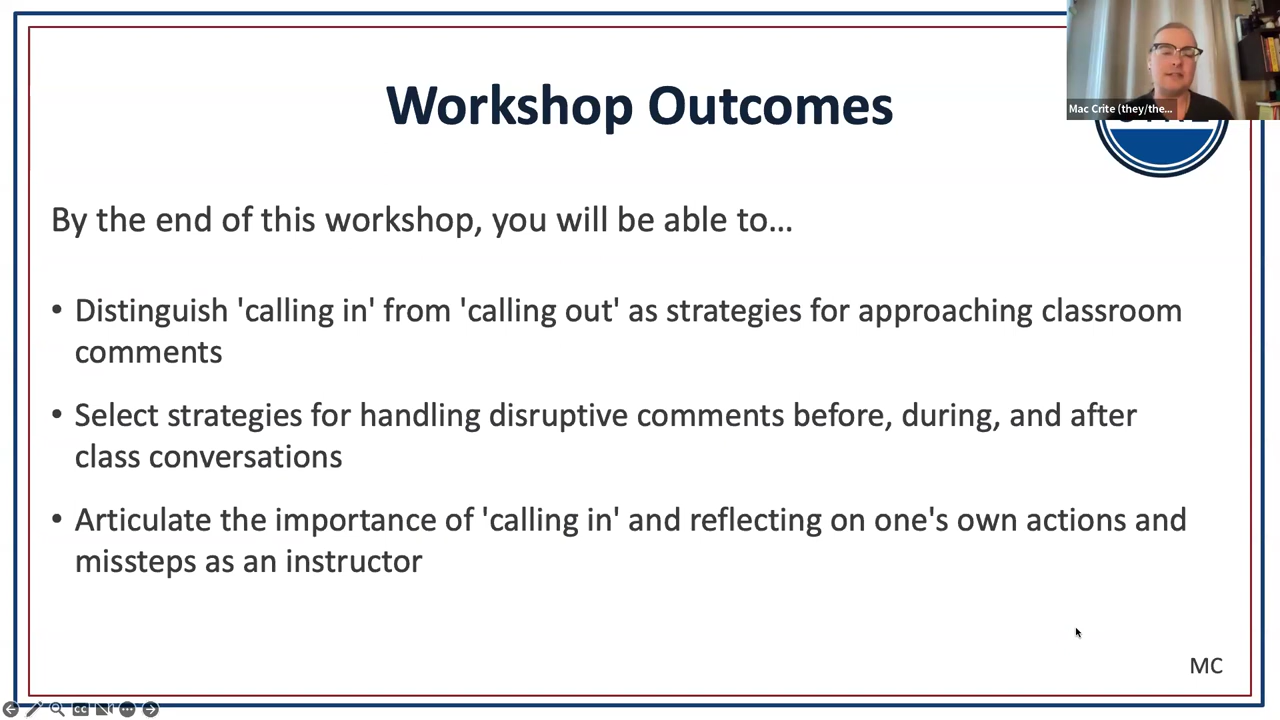 Workshop Outcomes
Mac Crite (they/the...
By the end of this workshop, you will be able to...
• Distinguish 'calling in' from 'calling out' as strategies for approaching classroom
comments
• Select strategies for handling disruptive comments before, during, and after
class conversations
• Articulate the importance of 'calling in' and reflecting on one's own actions and
missteps as an instructor
MC
CC